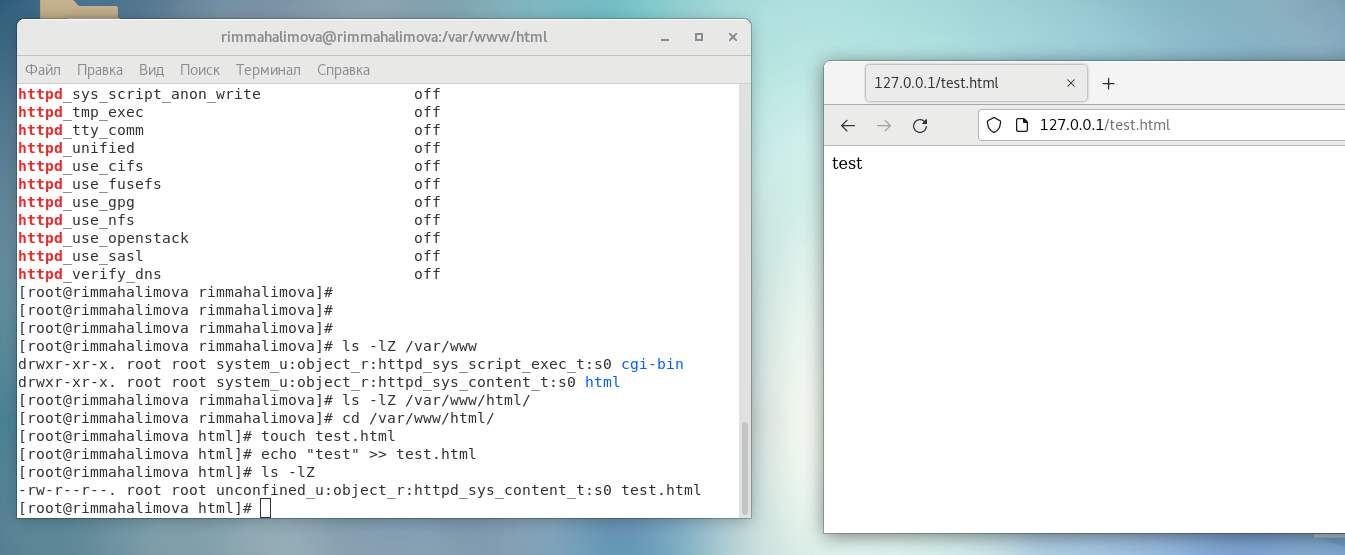 rimmahalimova@rimmahalimova:/var/www/html
Файл Правка Вид Поиск Терминал Справка
httpd_sys_script_anon_write off
httpd_tmp_exec off
httpd_tty_comm off
httpd_unified off
httpd_use_cifs off
httpd_use_fusefs off
httpd_use_gpg off
httpd_use_nfs off
httpd_use_openstack off
httpd_use_sasl off
httpd_verify_dns off
[root@rimmahalimova rimmahalimova]#
[root@rimmahalimova rimmahalimova]#
[root@rimmahalimova rimmahalimova]#
[root@rimmahalimova rimmahalimova]# ls -lZ /var/www
drwxr-xr-x. root root system_u:object_r:httpd_sys_script_exec_t:s0 cgi-bin
drwxr-xr-x. root root system_u:object_r:httpd_sys_content_t:s0 html
[root@rimmahalimova rimmahalimova]# ls -lZ /var/www/html/
[root@rimmahalimova rimmahalimova]# cd /var/www/html/
[root@rimmahalimova html]# touch test.html
[root@rimmahalimova html]# echo "test" >> test.html
[root@rimmahalimova html]# ls -lZ
-rw-r--r--. root root unconfined_u:object_r:httpd_sys_content_t:s0 test.html
[root@rimmahalimova html]#
127.0.0.1/test.html
127.0.0.1/test.html
test